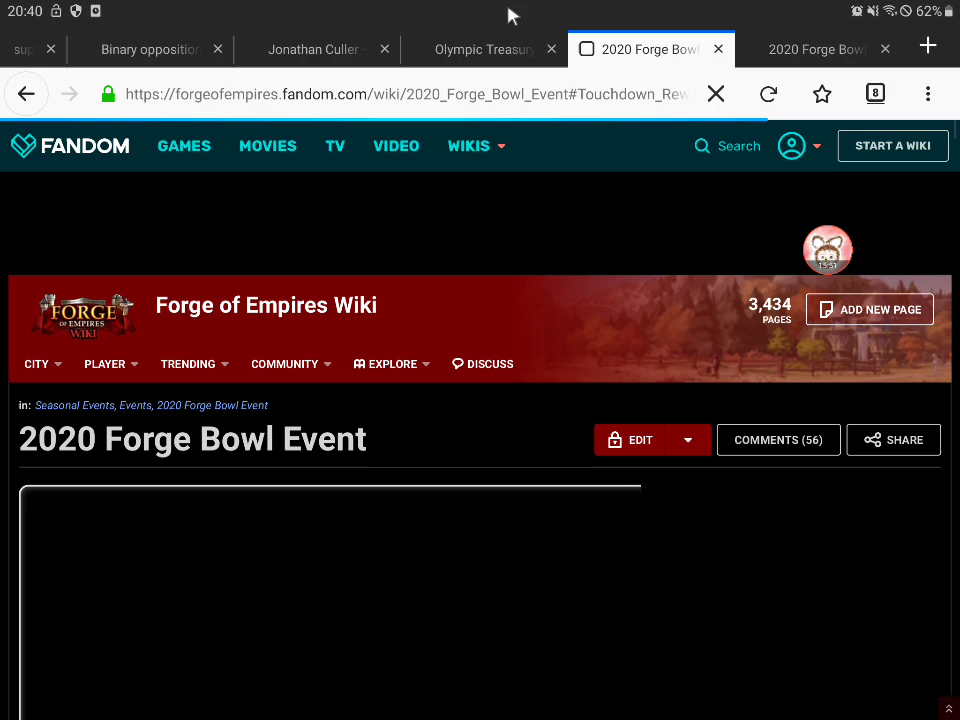 20:40 62%
sup Binary opposition Jonathan Culler - Olympic Treasury 2020 Forge Bowl 2020 Forge Bowl
https://forgeofempires.fandom.com/wiki/2020_Forge_Bowl_Event#Touchdown_Rew 8
FANDOM GAMES MOVIES TV VIDEO WIKIS Search START A WIKI
15:51
FORGE OF EMPIRES WIKI
Forge of Empires Wiki
3,434 PAGES
ADD NEW PAGE
CITY PLAYER TRENDING COMMUNITY EXPLORE DISCUSS
in: Seasonal Events, Events, 2020 Forge Bowl Event
2020 Forge Bowl Event
EDIT COMMENTS (56) SHARE